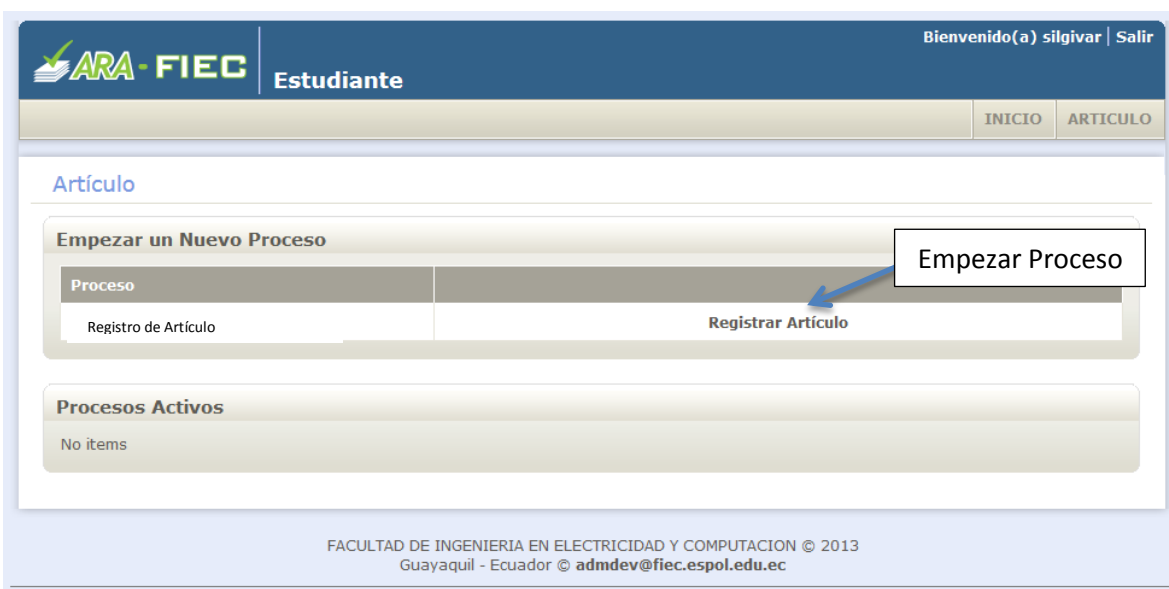 Bienvenido(a) silgivar | Salir
ARA - FIEC
Estudiante
INICIO ARTICULO
Artículo
Empezar un Nuevo Proceso
Empezar Proceso
Proceso
Registro de Artículo Registrar Artículo
Procesos Activos
No items
FACULTAD DE INGENIERIA EN ELECTRICIDAD Y COMPUTACION © 2013
Guayaquil - Ecuador © admdev@fiec.espol.edu.ec